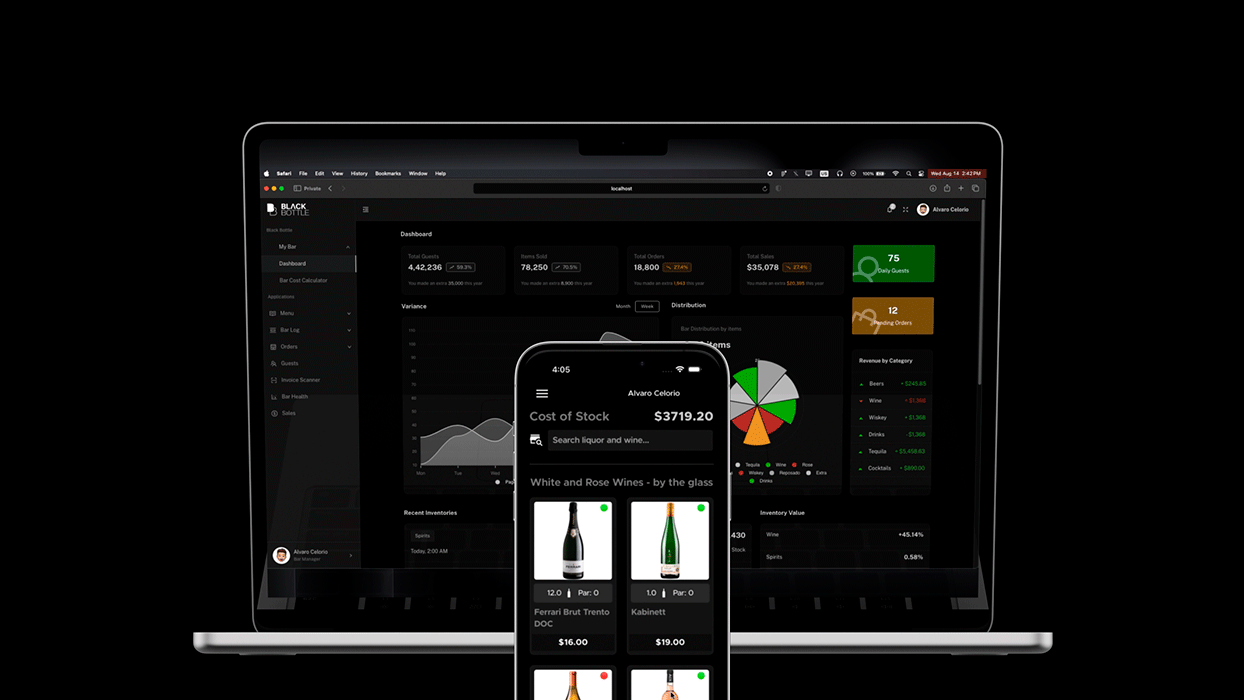 Safari File Edit View History Bookmarks Window Help
US 100% Wed Aug 14 2:42 PM
Private
localhost
BLACK
BOTTLE
Alvaro Celorio
Black Bottle
My Bar
Dashboard
Bar Cost Calculator
Applications
Menu
Bar Log
Orders
Guests
Invoice Scanner
Bar Health
Sales
Alvaro Celorio
Bar Manager
Dashboard
Total Guests
4,42,236 59.3%
You made an extra 35,000 this year
Items Sold
78,250 70.5%
You made an extra 8,900 this year
Total Orders
18,800 27.4%
You made an extra 1,943 this year
Total Sales
$35,078 27.4%
You made an extra $20,395 this year
75
Daily Guests
12
Pending Orders
Variance
Month Week
Mon Tue Wed
Distribution
Bar Distribution by items
items
Tequila Wine Rose
Wiskey Reposado Extra
Drinks
Revenue by Category
Beers + $245.85
Wine + $1,368
Wiskey + $1,368
Drinks -$1,368
Tequila + $5,458.63
Cocktails + $890.00
Recent Inventories
Spirits
Today, 2:00 AM
430
Stock
Inventory Value
Wine +45.14%
Spirits 0.58%
4:05
Alvaro Celorio
Cost of Stock $3719.20
Search liquor and wine...
White and Rose Wines - by the glass
12.0 Par: 0
Ferrari Brut Trento
DOC
$16.00
1.0 Par: 0
Kabinett
$19.00